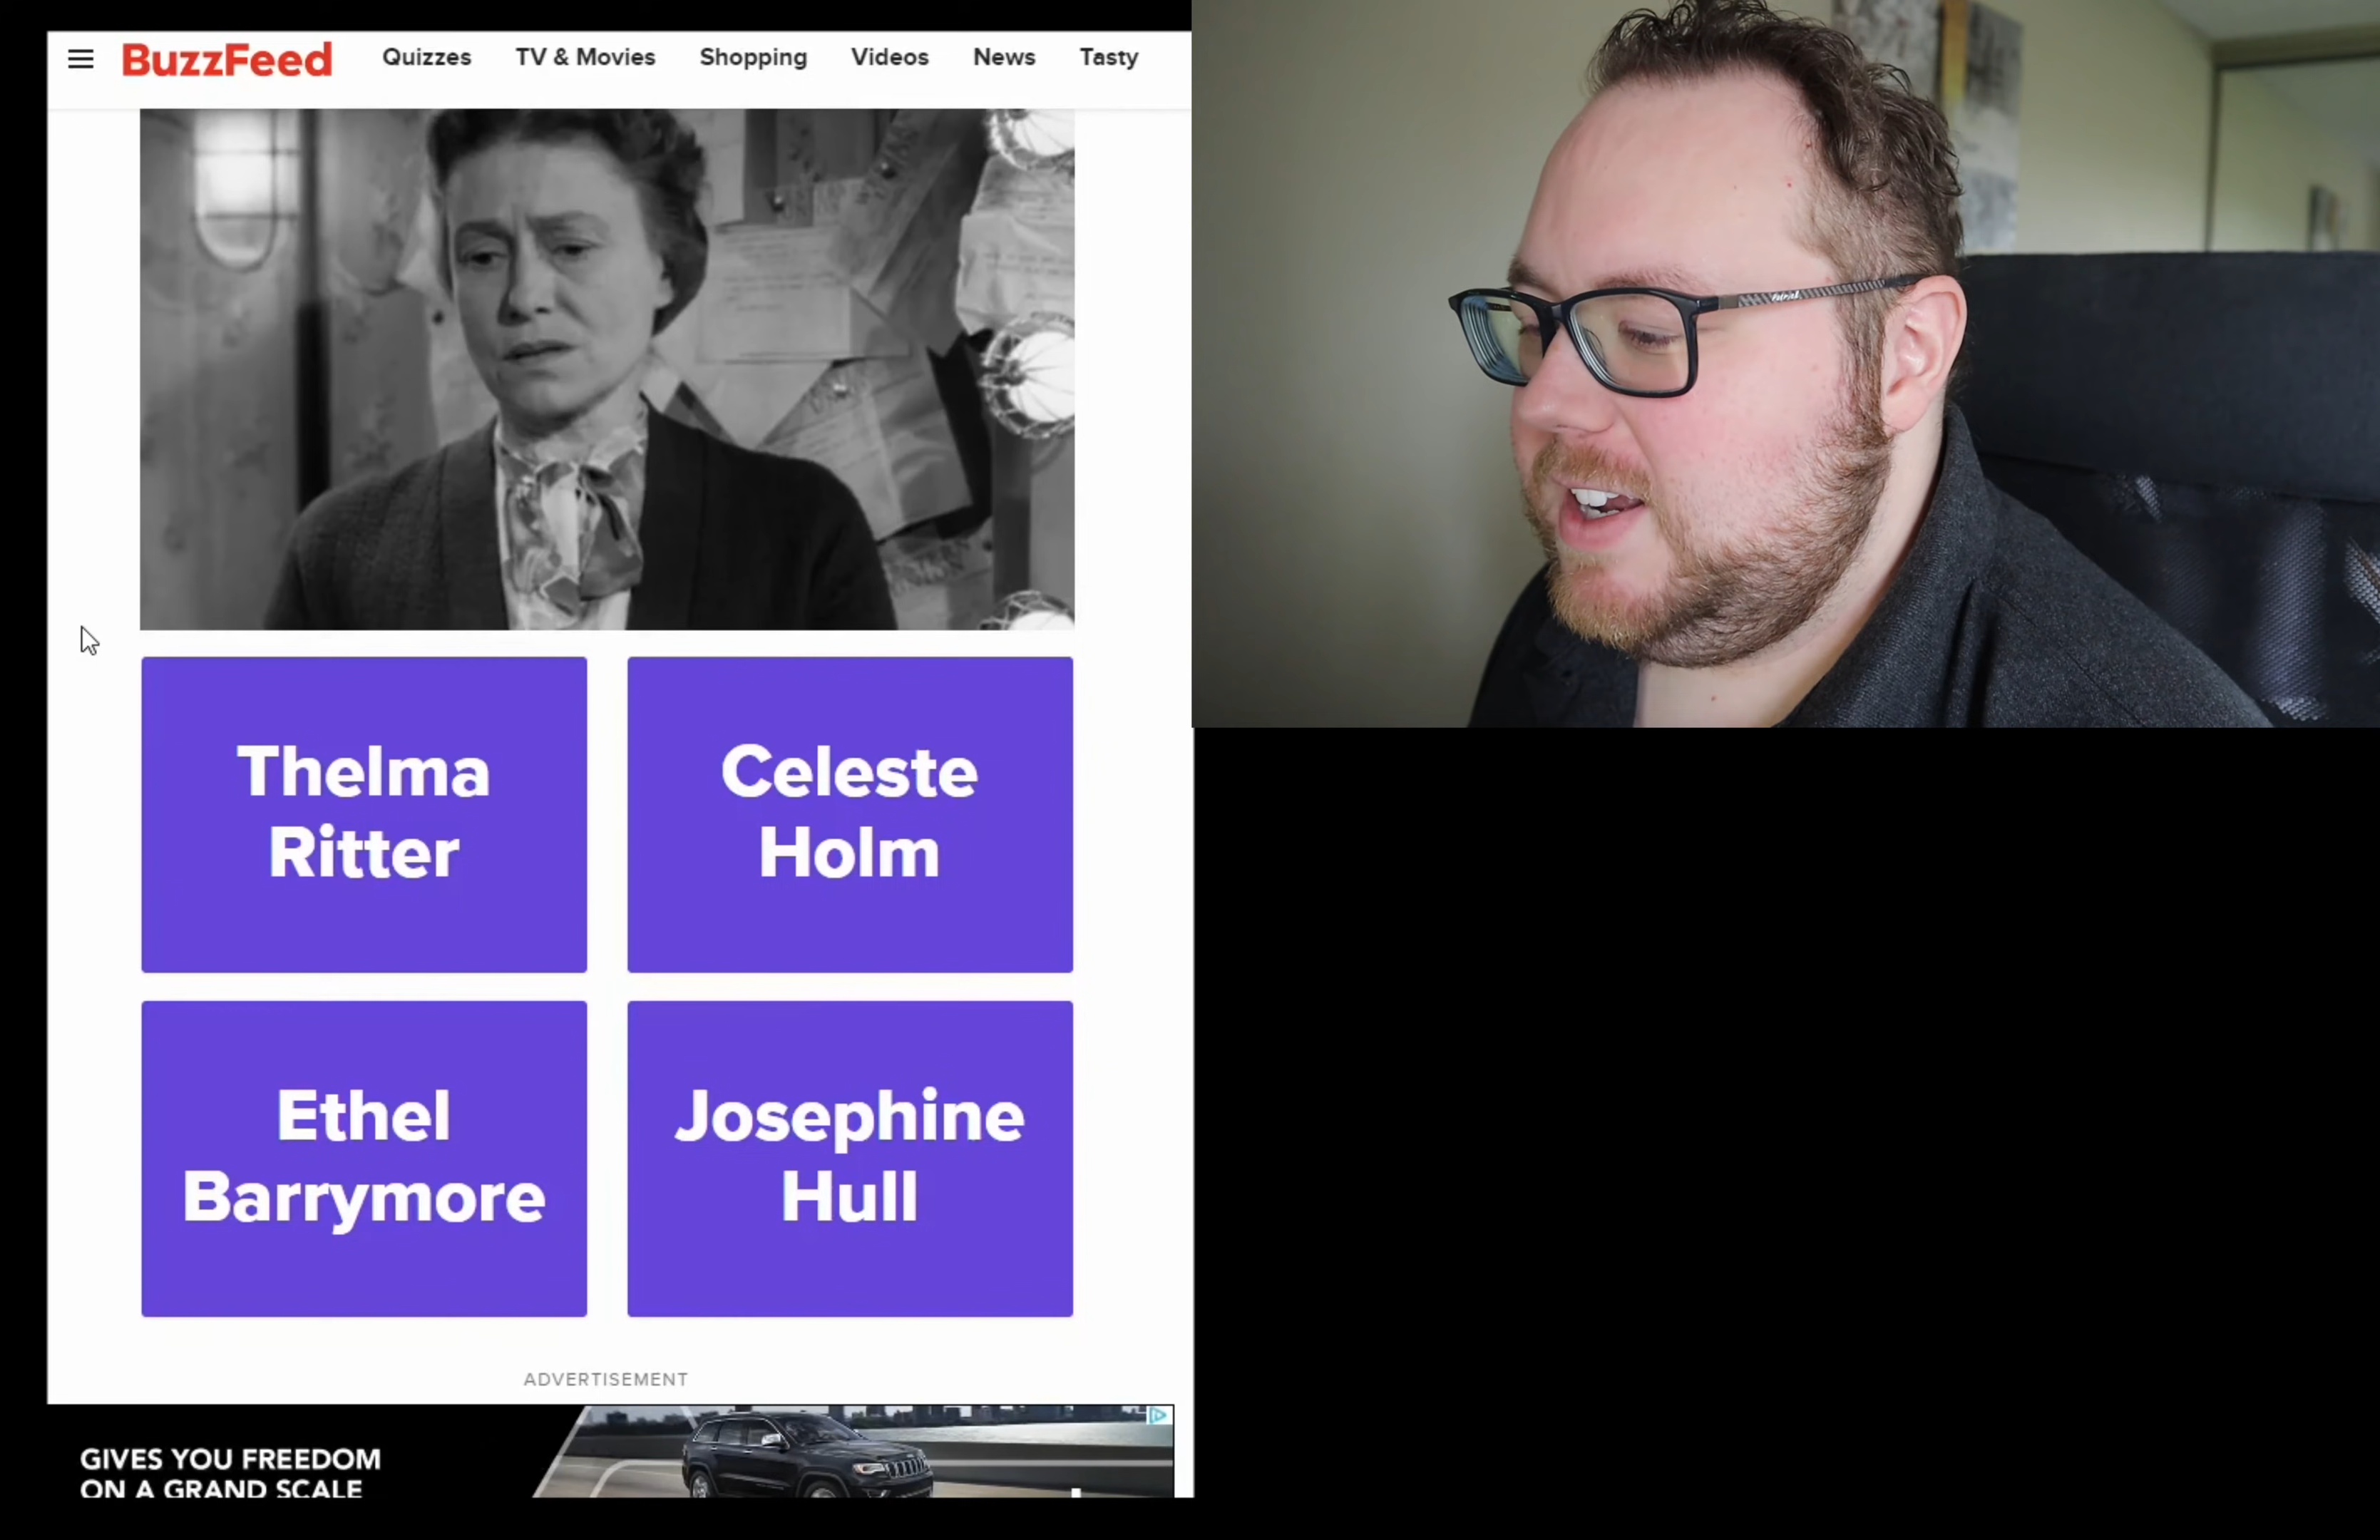 BuzzFeed Quizzes TV & Movies Shopping Videos News Tasty
Thelma
Ritter
Celeste
Holm
Ethel
Barrymore
Josephine
Hull
ADVERTISEMENT
GIVES YOU FREEDOM
ON A GRAND SCALE